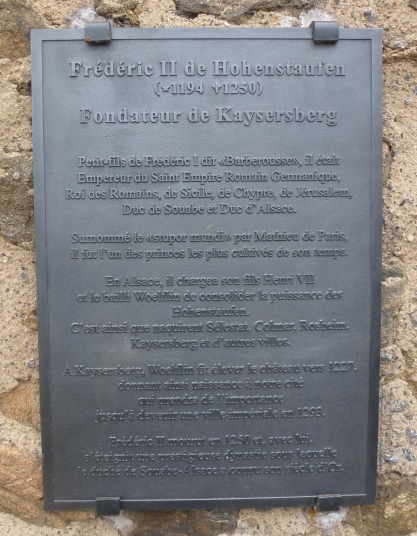 Frédéric II de Hohenstaufen
(*1194 +1250)
Fondateur de Kaysersberg
Petit-fils de Frédéric I dit «Barberousse», il était
Empereur du Saint Empire Romain Germanique,
Roi des Romains, de Sicile, de Chypre, de Jérusalem,
Duc de Souabe et Duc d'Alsace.
Surnommé le «stupor mundi» par Mathieu de Paris,
il fut l'un des princes les plus cultivés de son temps.
En Alsace, il chargea son fils Henri VII
et le bailli Woelflin de consolider la puissance des
Hohenstaufen.
C'est ainsi que naquirent Sélestat, Colmar, Rosheim,
Kaysersberg et d'autres villes.
A Kaysersberg, Woelflin fit élever le château vers 1227,
donnant ainsi naissance à notre cité
qui prendra de l'importance
jusqu'à devenir une ville impériale en 1293.
Frédéric II mourut en 1250 et, avec lui,
s'éteignit une prestigieuse dynastie sous laquelle
le duché de Souabe-Alsace a connu son siècle d'Or.